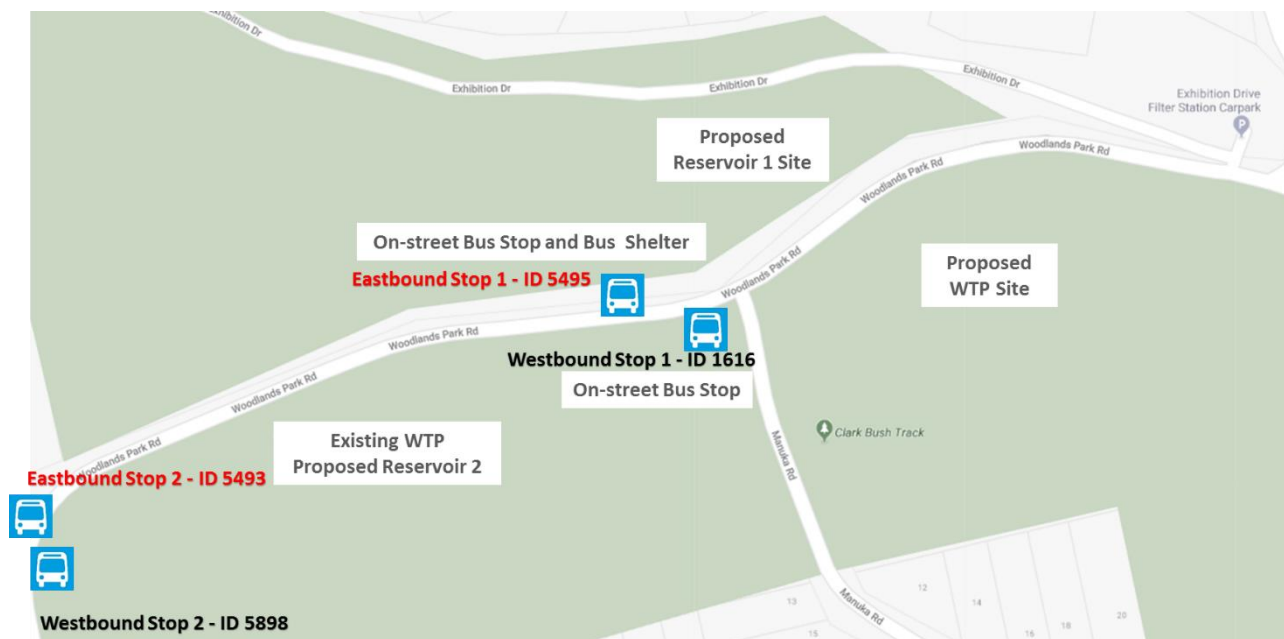 Exhibition Dr
Exhibition Dr
Exhibition Dr
Exhibition Dr
Exhibition Drive
Filter Station Carpark
P
Proposed
Reservoir 1 Site
Woodlands Park Rd
Woodlands Park Rd
On-street Bus Stop and Bus Shelter
Eastbound Stop 1 - ID 5495
Woodlands Park Rd
Proposed
WTP Site
Woodlands Park Rd
Westbound Stop 1 - ID 1616
On-street Bus Stop
Woodlands Park Rd
Clark Bush Track
Manuka Rd
Existing WTP
Proposed Reservoir 2
Woodlands Park Rd
Eastbound Stop 2 - ID 5493
Westbound Stop 2 - ID 5898
Manuka Rd
12
13
14
15
16
18
20